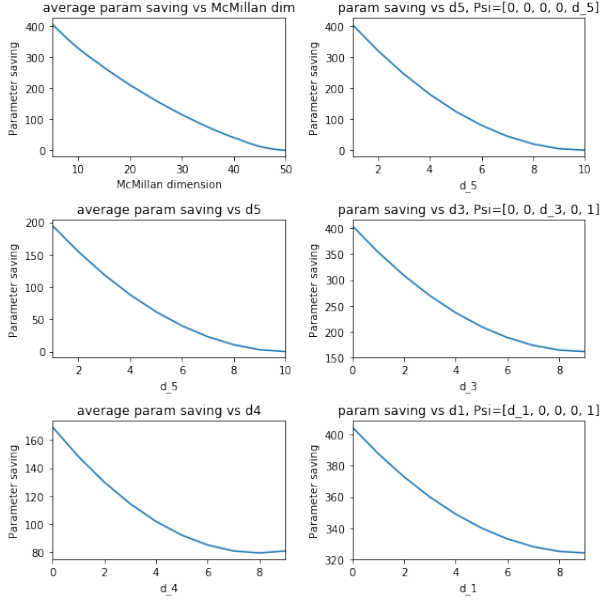 average param saving vs McMillan dim
400
300
200
100
0
Parameter saving
10 20 30 40 50
McMillan dimension
param saving vs d5, Psi=[0, 0, 0, 0, d_5]
400
300
200
100
0
Parameter saving
2 4 6 8 10
d_5
average param saving vs d5
200
150
100
50
0
Parameter saving
2 4 6 8 10
d_5
param saving vs d3, Psi=[0, 0, d_3, 0, 1]
400
350
300
250
200
150
Parameter saving
0 2 4 6 8
d_3
average param saving vs d4
160
140
120
100
80
Parameter saving
0 2 4 6 8
d_4
param saving vs d1, Psi=[d_1, 0, 0, 0, 1]
400
380
360
340
320
Parameter saving
0 2 4 6 8
d_1